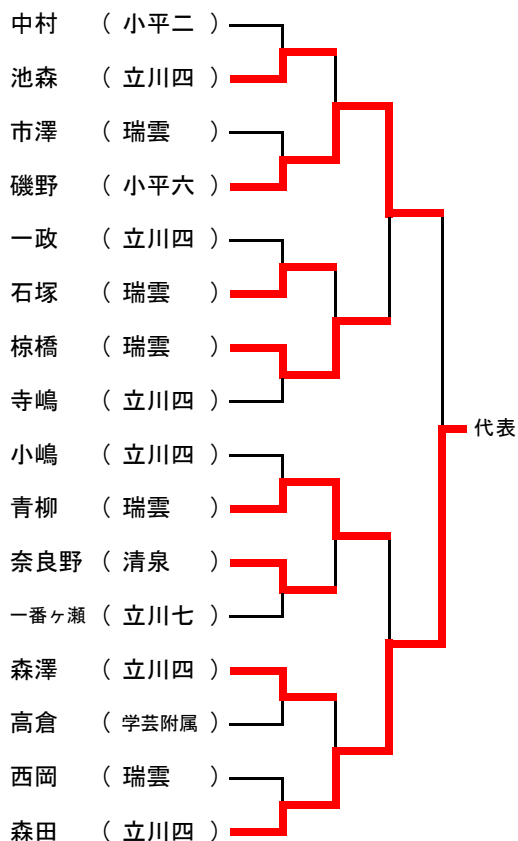 中村 （ 小平二 ）
池森 （ 立川四 ）
市澤 （ 瑞雲 ）
磯野 （ 小平六 ）
一政 （ 立川四 ）
石塚 （ 瑞雲 ）
椋橋 （ 瑞雲 ）
寺嶋 （ 立川四 ）
代表
小嶋 （ 立川四 ）
青柳 （ 瑞雲 ）
奈良野 （ 清泉 ）
一番ヶ瀬 （ 立川七 ）
森澤 （ 立川四 ）
高倉 （ 学芸附属 ）
西岡 （ 瑞雲 ）
森田 （ 立川四 ）